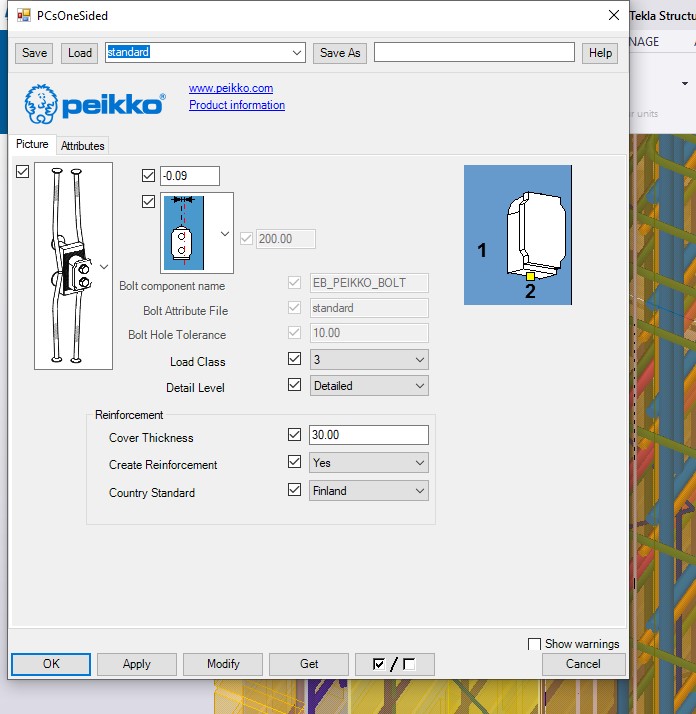 PCsOneSided
Tekla Structu
Save
Load
standard
Save As
Help
NAGE
peikko®
www.peikko.com
Product information
r units
Picture
Attributes
-0.09
200.00
1
2
Bolt component name
EB_PEIKKO_BOLT
Bolt Attribute File
standard
Bolt Hole Tolerance
10.00
Load Class
3
Detail Level
Detailed
Reinforcement
Cover Thickness
30.00
Create Reinforcement
Yes
Country Standard
Finland
Show warnings
OK
Apply
Modify
Get
/
Cancel